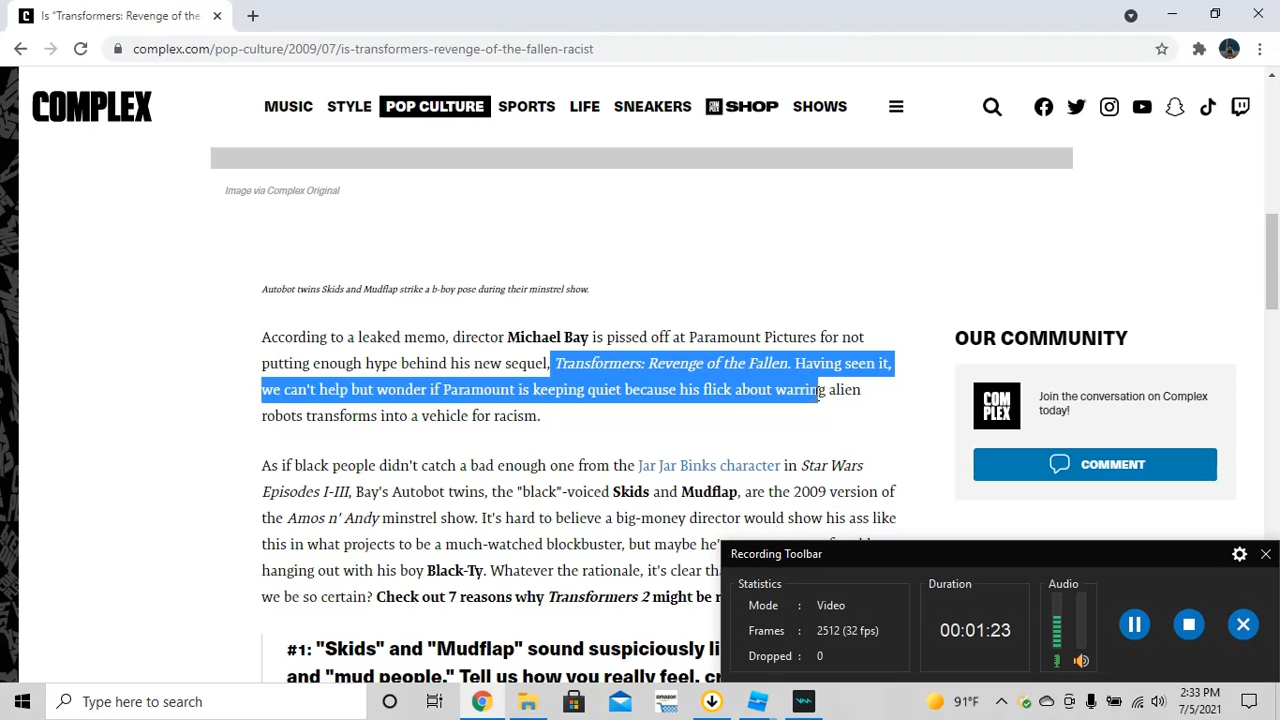 Is "Transformers: Revenge of the
complex.com/pop-culture/2009/07/is-transformers-revenge-of-the-fallen-racist
COMPLEX
MUSIC STYLE POP CULTURE SPORTS LIFE SNEAKERS COMPLEX SHOP SHOWS
Image via Complex Original
Autobot twins Skids and Mudflap strike a b-boy pose during their minstrel show.
According to a leaked memo, director Michael Bay is pissed off at Paramount Pictures for not
putting enough hype behind his new sequel, Transformers: Revenge of the Fallen. Having seen it,
we can't help but wonder if Paramount is keeping quiet because his flick about warring alien
robots transforms into a vehicle for racism.
As if black people didn't catch a bad enough one from the Jar Jar Binks character in Star Wars
Episodes I-III, Bay's Autobot twins, the "black"-voiced Skids and Mudflap, are the 2009 version of
the Amos n' Andy minstrel show. It's hard to believe a big-money director would show his ass like
this in what projects to be a much-watched blockbuster, but maybe he'
hanging out with his boy Black-Ty. Whatever the rationale, it's clear
we be so certain? Check out 7 reasons why Transformers 2 might be
#1: "Skids" and "Mudflap" sound suspiciously
and "mud people." Tell us how you really feel,
OUR COMMUNITY
COMPLEX
Join the conversation on Complex
today!
COMMENT
Recording Toolbar
Statistics
Mode : Video
Frames : 2512 (32 fps)
Dropped : 0
Duration
00:01:23
Audio
Type here to search
amazon
91°F
2:33 PM
7/5/2021